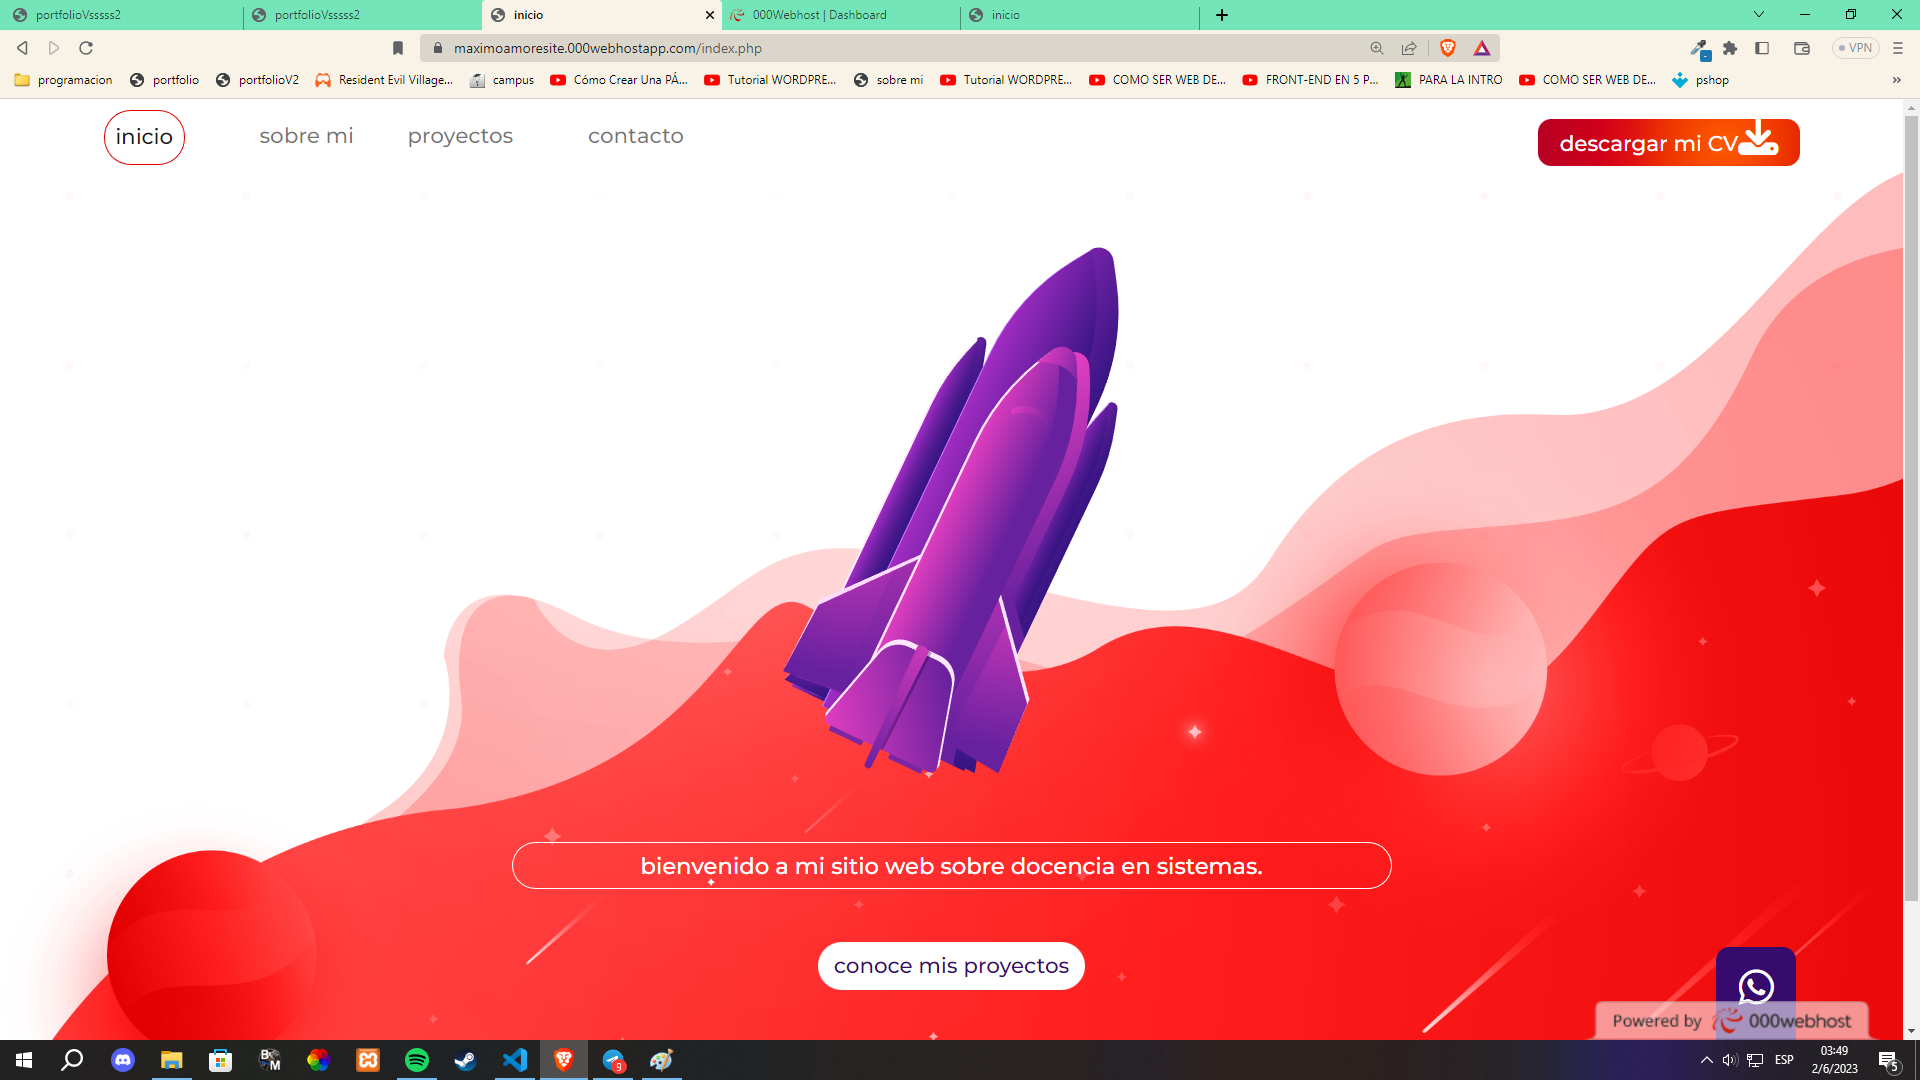 portfolioVsssss2
portfolioVsssss2
inicio
000Webhost | Dashboard
inicio
maximoamoresite.000webhostapp.com/index.php
VPN
programacion
portfolio
portfolioV2
Resident Evil Village...
campus
Cómo Crear Una PÁ...
Tutorial WORDPRE...
sobre mi
Tutorial WORDPRE...
COMO SER WEB DE...
FRONT-END EN 5 P...
PARA LA INTRO
COMO SER WEB DE...
pshop
inicio
sobre mi
proyectos
contacto
descargar mi CV
bienvenido a mi sitio web sobre docencia en sistemas.
conoce mis proyectos
Powered by 000webhost
9
ESP
03:49
2/6/2023
5